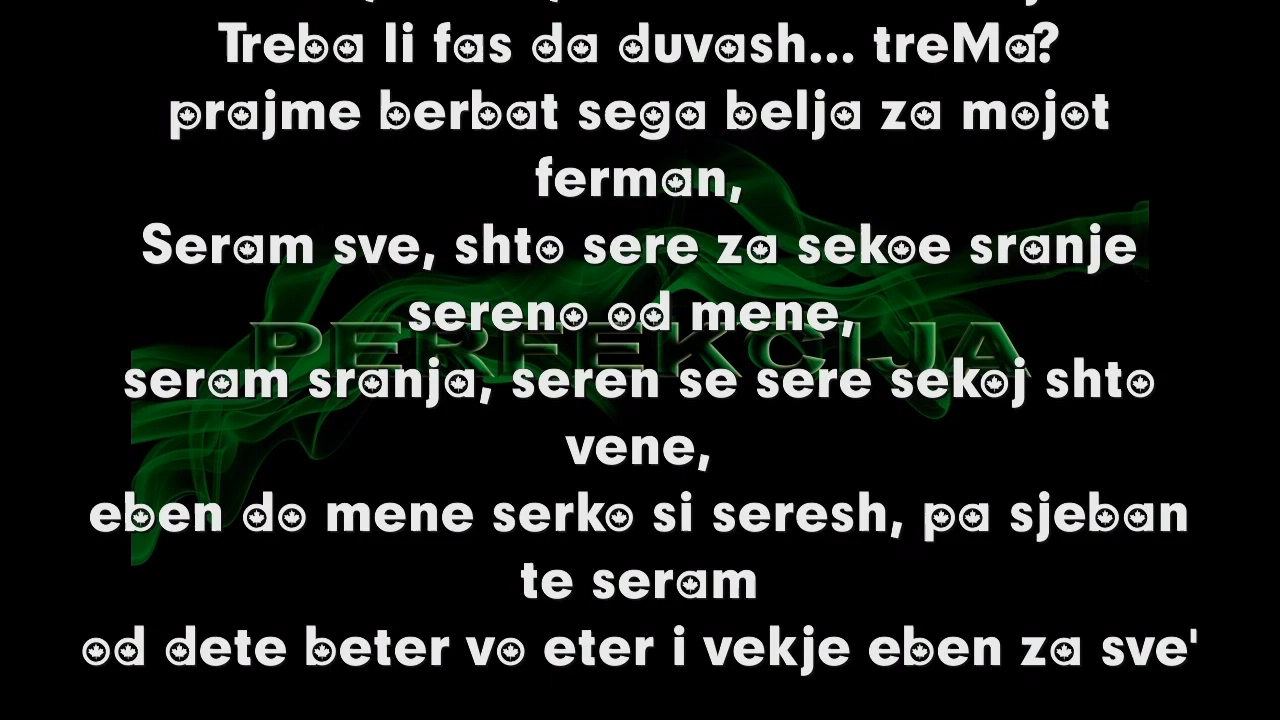 Treba li fas da duvash... treMa?
prajme berbat sega belja za mojot
ferman,
Seram sve, shto sere za sekoe sranje
sereno od mene,
PERFEKCIJA
seram sranja, seren se sere sekoj shto
vene,
eben do mene serko si seresh, pa sjeban
te seram
od dete beter vo eter i vekje eben za sve'